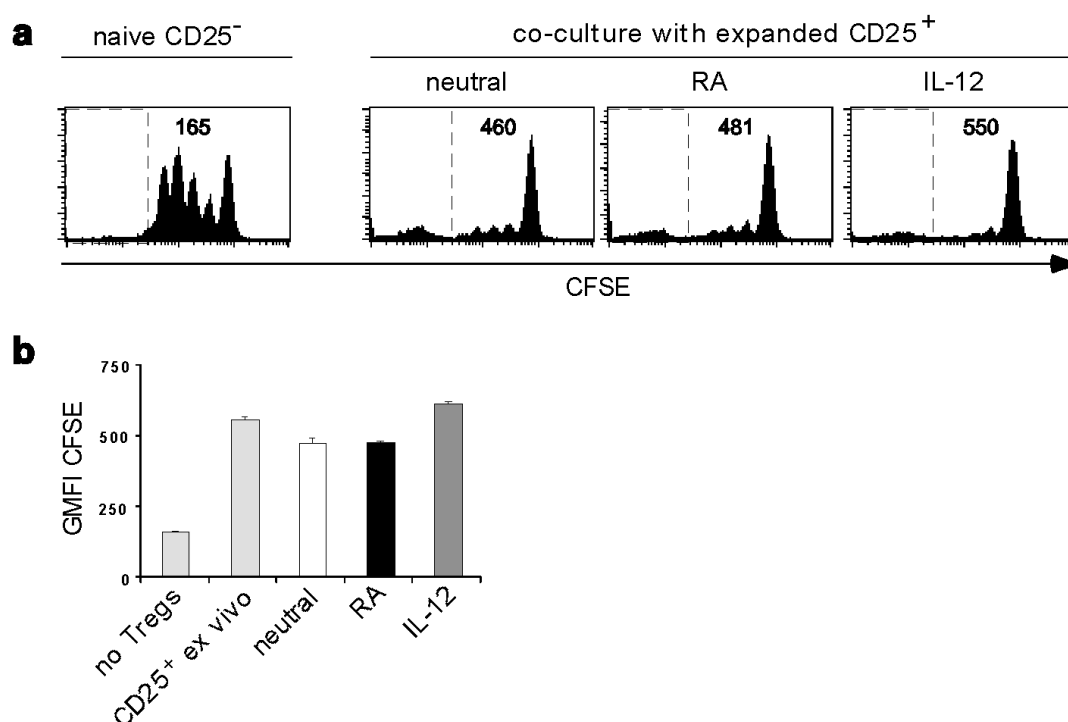 a
naive CD25⁻
co-culture with expanded CD25⁺
neutral
RA
IL-12
165
460
481
550
CFSE
b
GMFI CFSE
750
500
250
0
no Tregs
CD25⁺ ex vivo
neutral
RA
IL-12